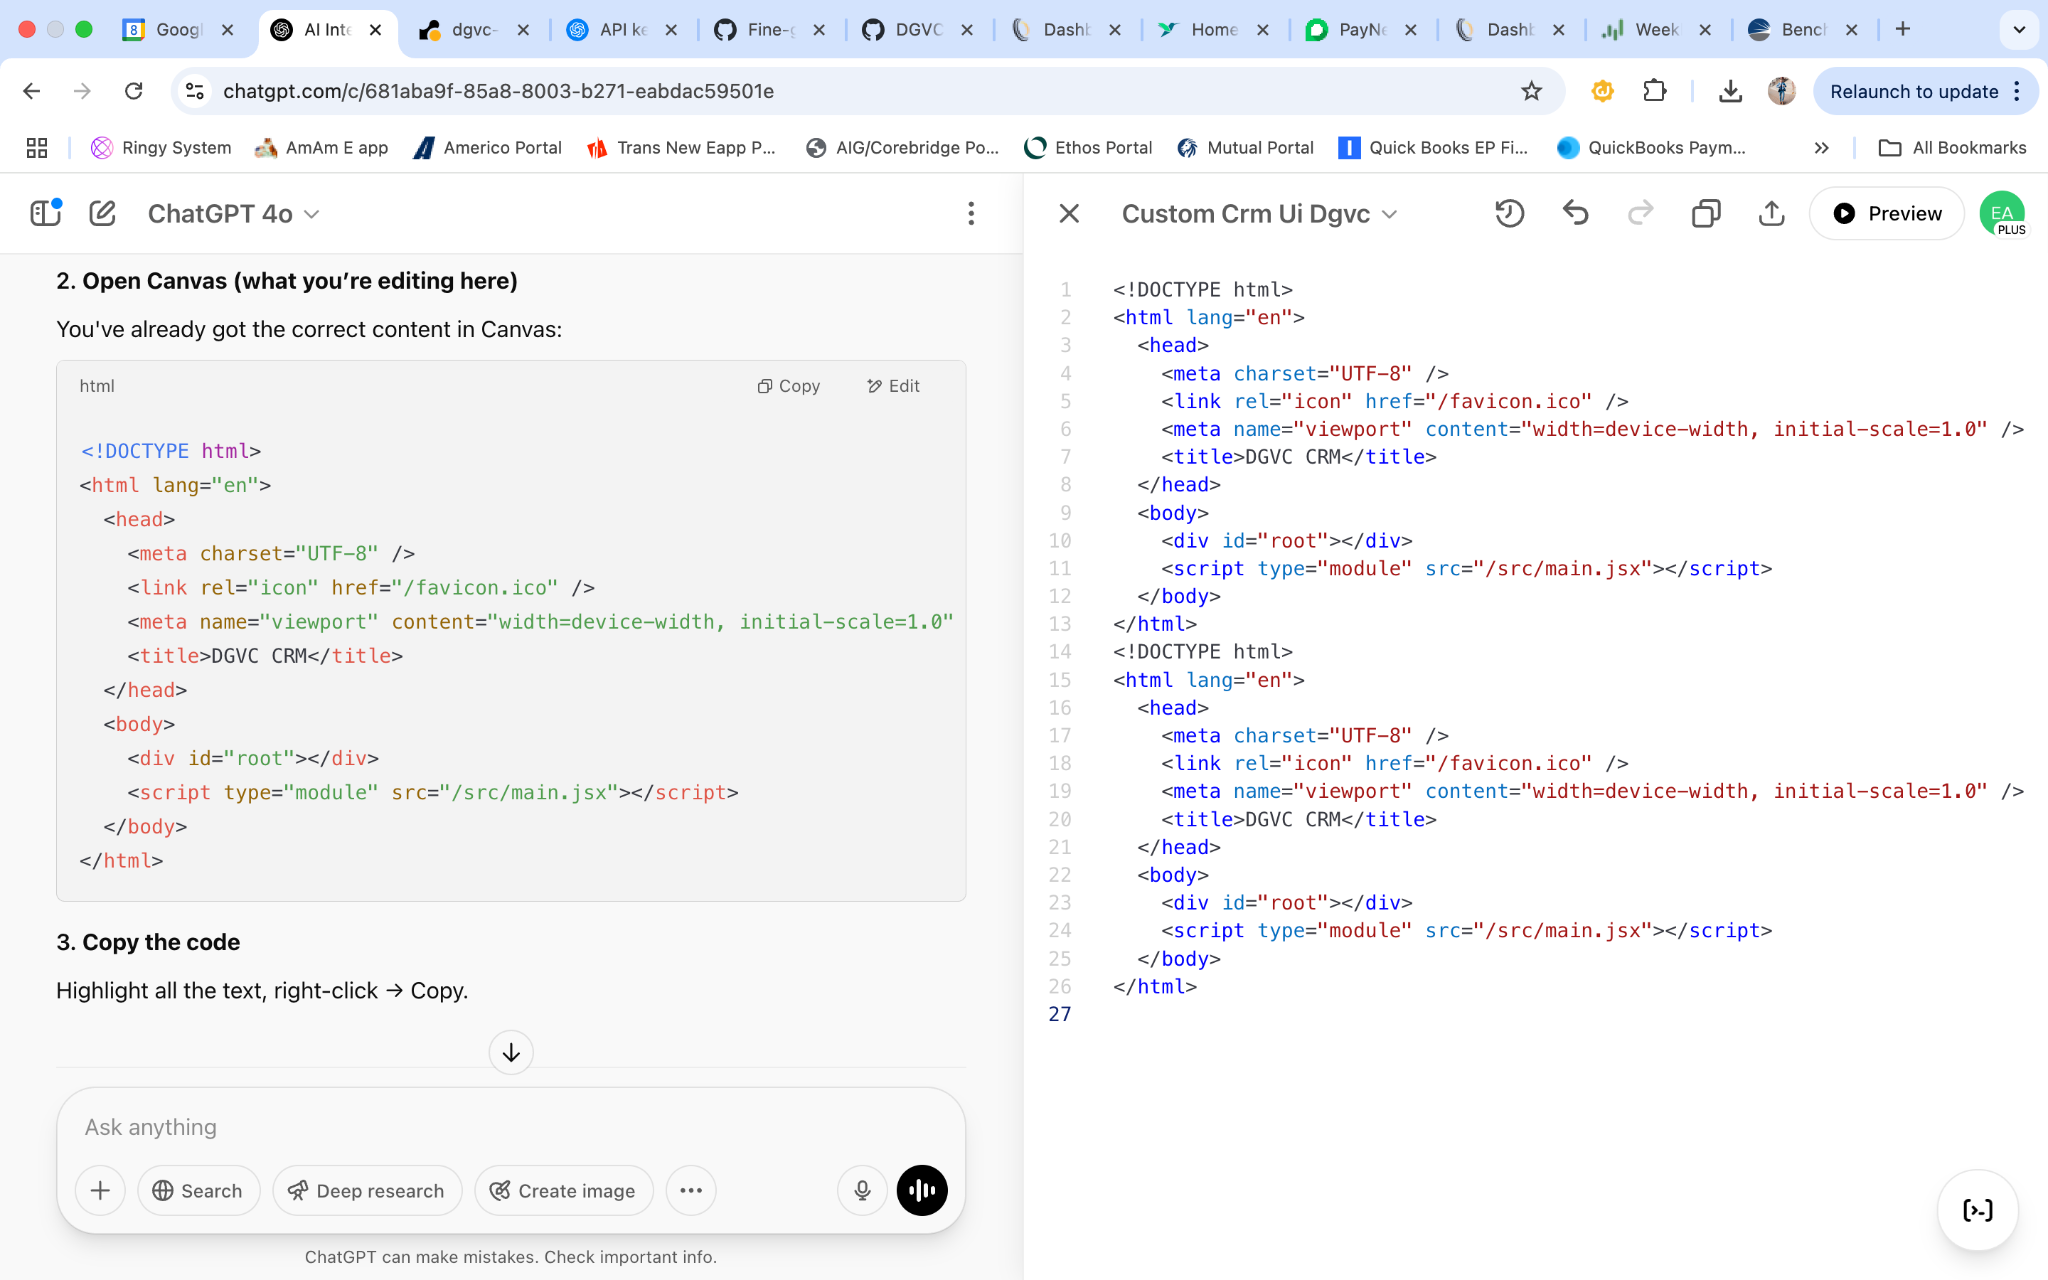 Googl
AI Inte
dgvc-
API ke
Fine-g
DGVC
Dashb
Home
PayNe
Dashb
Week
Bench
chatgpt.com/c/681aba9f-85a8-8003-b271-eabdac59501e
Relaunch to update
Ringy System
AmAm E app
Americo Portal
Trans New Eapp P...
AIG/Corebridge Po...
Ethos Portal
Mutual Portal
Quick Books EP Fi...
QuickBooks Paym...
All Bookmarks
ChatGPT 4o
2. Open Canvas (what you’re editing here)
You've already got the correct content in Canvas:
html
Copy
Edit
<!DOCTYPE html>
<html lang="en">
  <head>
    <meta charset="UTF-8" />
    <link rel="icon" href="/favicon.ico" />
    <meta name="viewport" content="width=device-width, initial-scale=1.0"
    <title>DGVC CRM</title>
  </head>
  <body>
    <div id="root"></div>
    <script type="module" src="/src/main.jsx"></script>
  </body>
</html>
3. Copy the code
Highlight all the text, right-click → Copy.
Ask anything
Search
Deep research
Create image
ChatGPT can make mistakes. Check important info.
Custom Crm Ui Dgvc
Preview
EA
PLUS
1 <!DOCTYPE html>
2 <html lang="en">
3   <head>
4     <meta charset="UTF-8" />
5     <link rel="icon" href="/favicon.ico" />
6     <meta name="viewport" content="width=device-width, initial-scale=1.0" />
7     <title>DGVC CRM</title>
8   </head>
9   <body>
10     <div id="root"></div>
11     <script type="module" src="/src/main.jsx"></script>
12   </body>
13 </html>
14 <!DOCTYPE html>
15 <html lang="en">
16   <head>
17     <meta charset="UTF-8" />
18     <link rel="icon" href="/favicon.ico" />
19     <meta name="viewport" content="width=device-width, initial-scale=1.0" />
20     <title>DGVC CRM</title>
21   </head>
22   <body>
23     <div id="root"></div>
24     <script type="module" src="/src/main.jsx"></script>
25   </body>
26 </html>
27